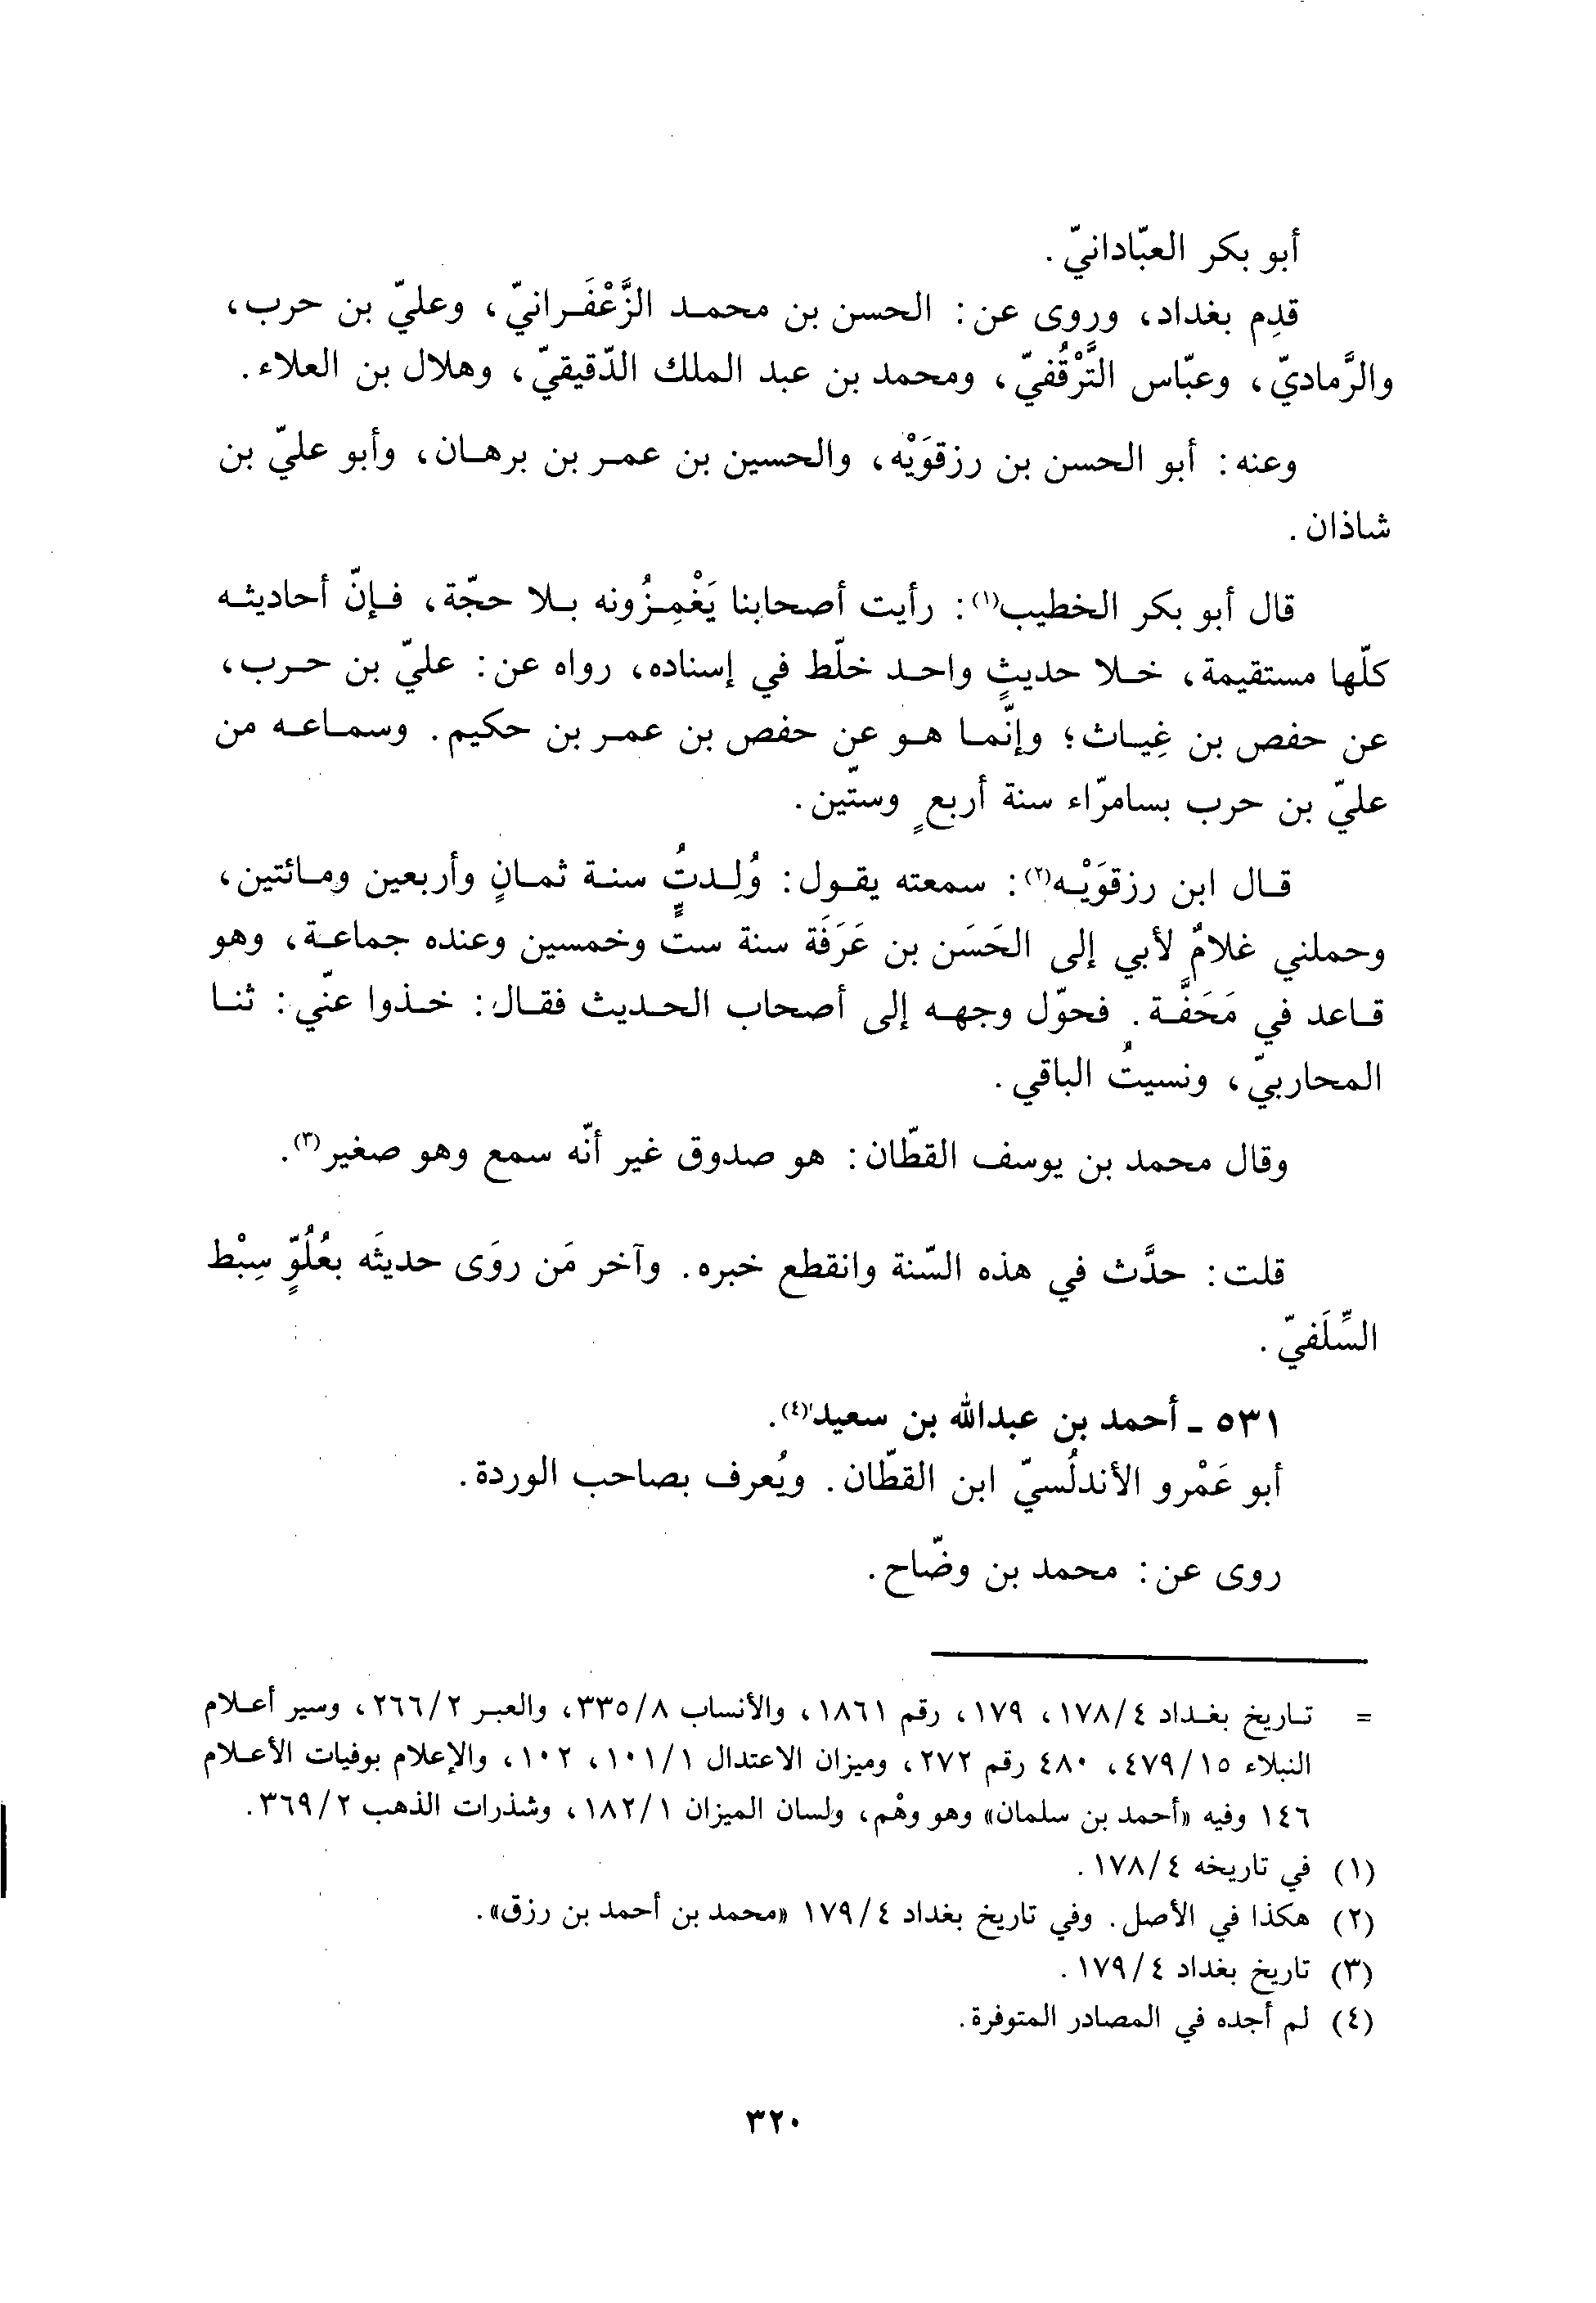 أبو بكر العبّادانيّ.
قدِم بغداد، وروى عن: الحسن بن محمد الزَّعْفَرانيّ، وعليّ بن حرب،
والرَّماديّ، وعبّاس التَّرْقُفيّ، ومحمد بن عبد الملك الدّقيقيّ، وهلال بن العلاء.
وعنه: أبو الحسن بن رزقوَيْه، والحسين بن عمر بن برهان، وأبو عليّ بن
شاذان.
قال أبو بكر الخطيب(١): رأيت أصحابنا يَغْمِزُونه بلا حجّة، فإنّ أحاديثه
كلّها مستقيمة، خلا حديثٍ واحد خلّط في إسناده، رواه عن: عليّ بن حرب،
عن حفص بن غِياث؛ وإنّما هو عن حفص بن عمر بن حكيم. وسماعه من
عليّ بن حرب بسامرّاء سنة أربعٍ وستّين.
قال ابن رزقوَيْه(٢): سمعته يقول: وُلِدتُ سنة ثمانٍ وأربعين ومائتين،
وحملني غلامٌ لأبي إلى الحَسَن بن عَرَفَة سنة ستٍّ وخمسين وعنده جماعة، وهو
قاعد في مَحَفَّة. فحوّل وجهه إلى أصحاب الحديث فقال: خذوا عنّي: ثنا
المحاربيّ، ونسيتُ الباقي.
وقال محمد بن يوسف القطّان: هو صدوق غير أنّه سمع وهو صغير(٣).
قلت: حدَّث في هذه السّنة وانقطع خبره. وآخر مَن روَى حديثَه بعُلُوٍّ سِبْط
السِّلَفيّ.
٥٣١ ـ أحمد بن عبدالله بن سعيد(٤).
أبو عَمْرو الأندلُسيّ ابن القطّان. ويُعرف بصاحب الوردة.
روى عن: محمد بن وضّاح.
= تاريخ بغداد ٤/ ١٧٨، ١٧٩، رقم ١٨٦١، والأنساب ٨/ ٣٣٥، والعبر ٢/ ٢٦٦، وسير أعلام
النبلاء ١٥/ ٤٧٩، ٤٨٠ رقم ٢٧٢، وميزان الاعتدال ١/ ١٠١، ١٠٢، والإعلام بوفيات الأعلام
١٤٦ وفيه «أحمد بن سلمان» وهو وهْم، ولسان الميزان ١/ ١٨٢، وشذرات الذهب ٢/ ٣٦٩.
(١) في تاريخه ٤/ ١٧٨.
(٢) هكذا في الأصل. وفي تاريخ بغداد ٤/ ١٧٩ «محمد بن أحمد بن رزق».
(٣) تاريخ بغداد ٤/ ١٧٩.
(٤) لم أجده في المصادر المتوفرة.
٣٢٠